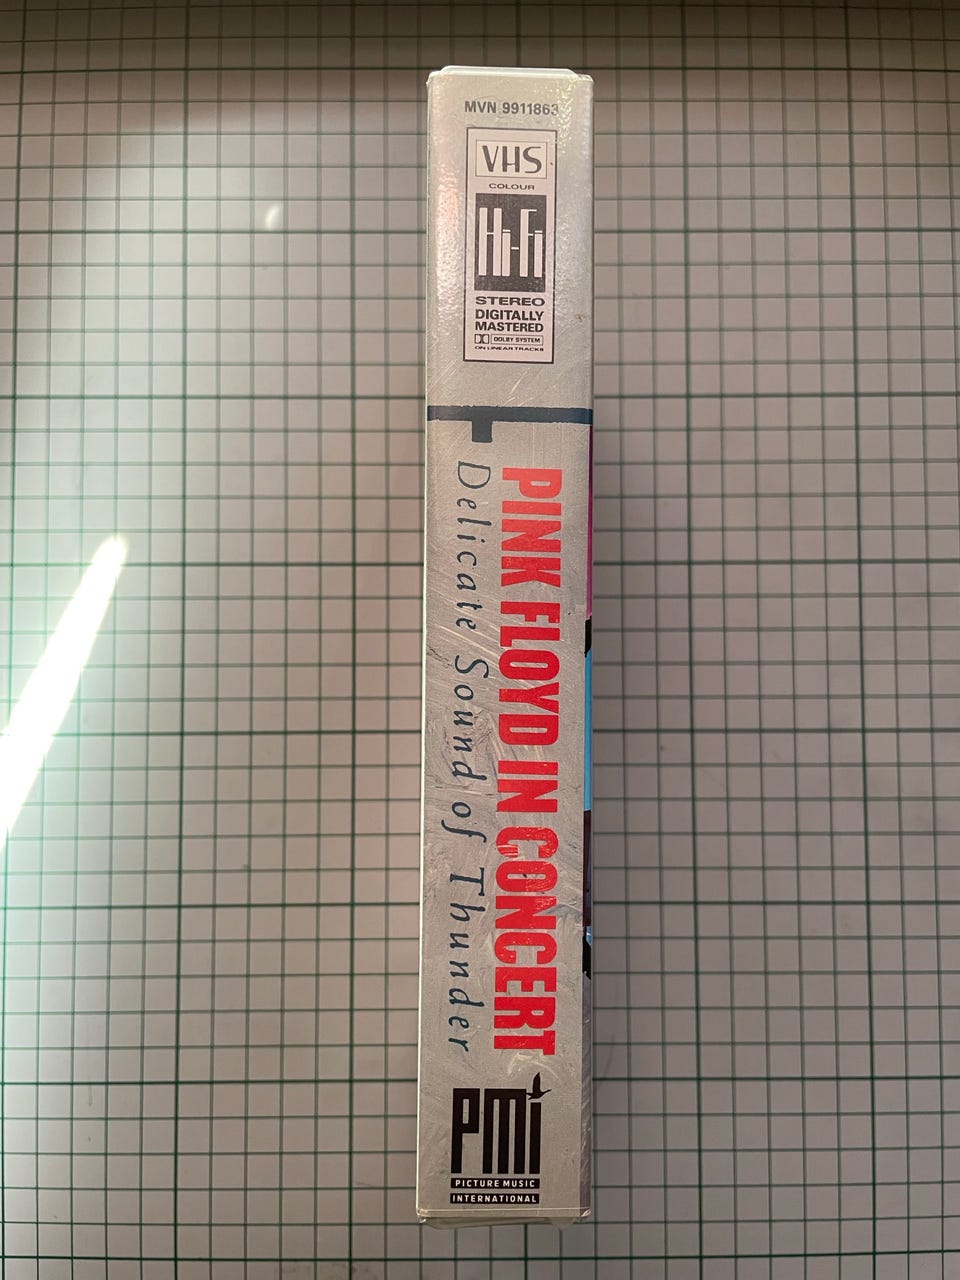 MVN 9911863
VHS
COLOUR
Hi-Fi
STEREO
DIGITALLY
MASTERED
DOLBY SYSTEM
ON LINEAR TRACKS
PINK FLOYD IN CONCERT
Delicate Sound of Thunder
PMi
PICTURE MUSIC
INTERNATIONAL